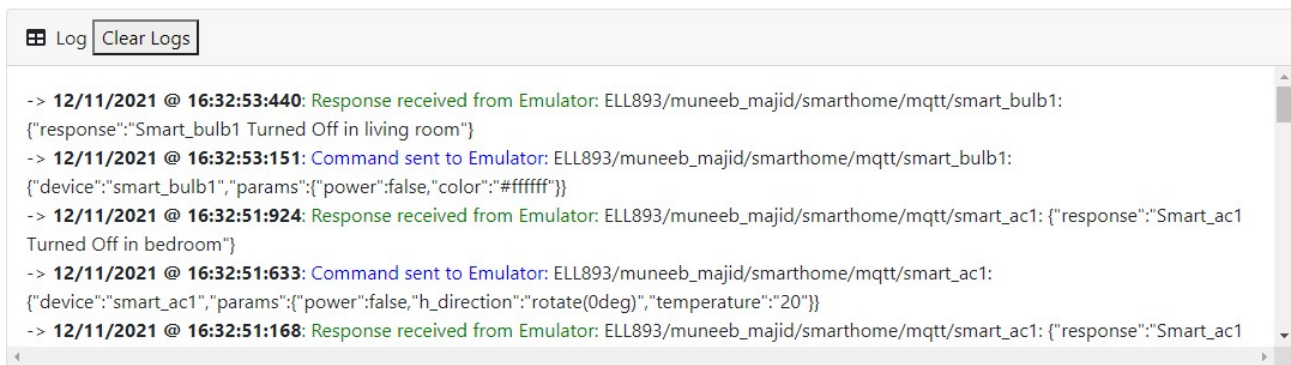 Log Clear Logs
-> 12/11/2021 @ 16:32:53:440: Response received from Emulator: ELL893/muneeb_majid/smarthome/mqtt/smart_bulb1:
{"response":"Smart_bulb1 Turned Off in living room"}
-> 12/11/2021 @ 16:32:53:151: Command sent to Emulator: ELL893/muneeb_majid/smarthome/mqtt/smart_bulb1:
{"device":"smart_bulb1","params":{"power":false,"color":"#ffffff"}}
-> 12/11/2021 @ 16:32:51:924: Response received from Emulator: ELL893/muneeb_majid/smarthome/mqtt/smart_ac1: {"response":"Smart_ac1
Turned Off in bedroom"}
-> 12/11/2021 @ 16:32:51:633: Command sent to Emulator: ELL893/muneeb_majid/smarthome/mqtt/smart_ac1:
{"device":"smart_ac1","params":{"power":false,"h_direction":"rotate(0deg)","temperature":"20"}}
-> 12/11/2021 @ 16:32:51:168: Response received from Emulator: ELL893/muneeb_majid/smarthome/mqtt/smart_ac1: {"response":"Smart_ac1